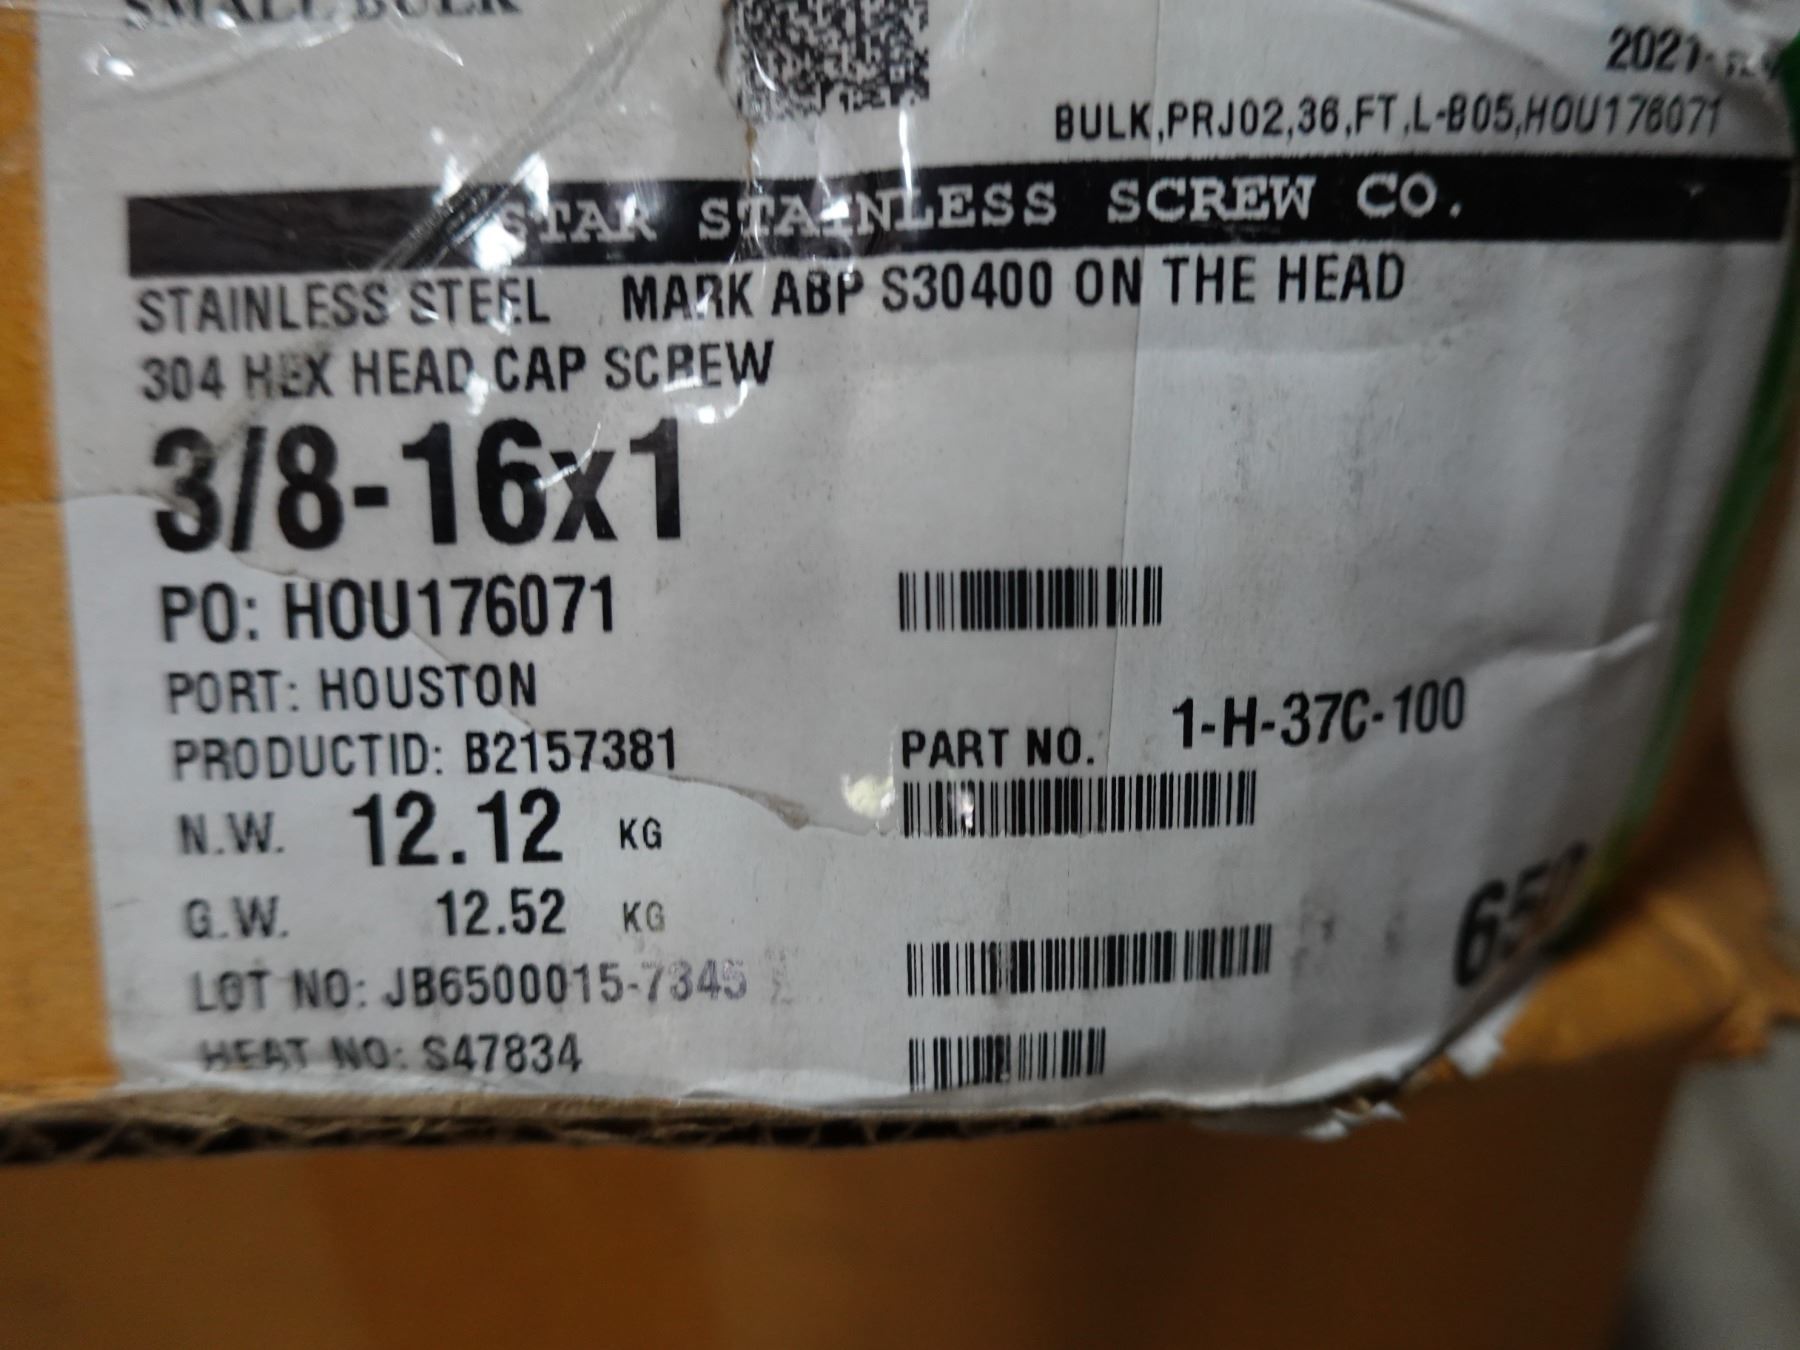 SMALL BULK
BULK,PRJ02,36,FT,L-B05,HOU176071
STAR STAINLESS SCREW CO.
STAINLESS STEEL MARK ABP S30400 ON THE HEAD
304 HEX HEAD CAP SCREW
3/8-16x1
PO: HOU176071
PORT: HOUSTON
PRODUCTID: B2157381
PART NO. 1-H-37C-100
N.W. 12.12 KG
G.W. 12.52 KG
LOT NO: JB6500015-7345
HEAT NO: S47834